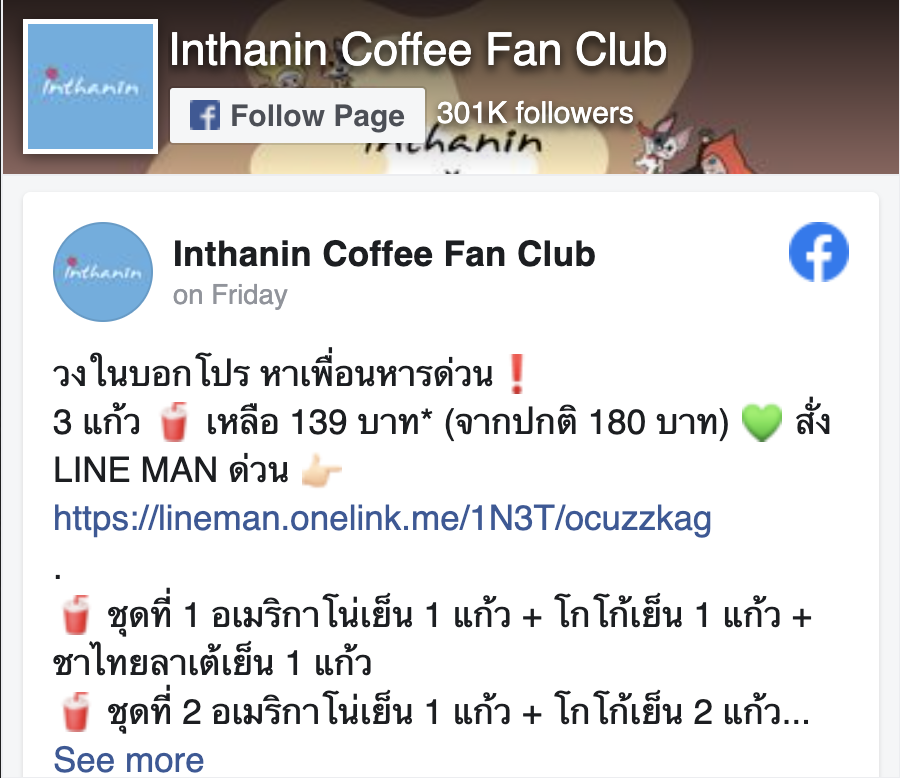 inthanin
Inthanin Coffee Fan Club
Follow Page
301K followers
inthanin
inthanin
Inthanin Coffee Fan Club
on Friday
วงในบอกโปร หาเพื่อนหารด่วน❗
3 แก้ว 🥤 เหลือ 139 บาท* (จากปกติ 180 บาท) 💚 สั่ง
LINE MAN ด่วน 👉🏻
https://lineman.onelink.me/1N3T/ocuzzkag
.
🥤 ชุดที่ 1 อเมริกาโน่เย็น 1 แก้ว + โกโก้เย็น 1 แก้ว +
ชาไทยลาเต้เย็น 1 แก้ว
🥤 ชุดที่ 2 อเมริกาโน่เย็น 1 แก้ว + โกโก้เย็น 2 แก้ว...
See more